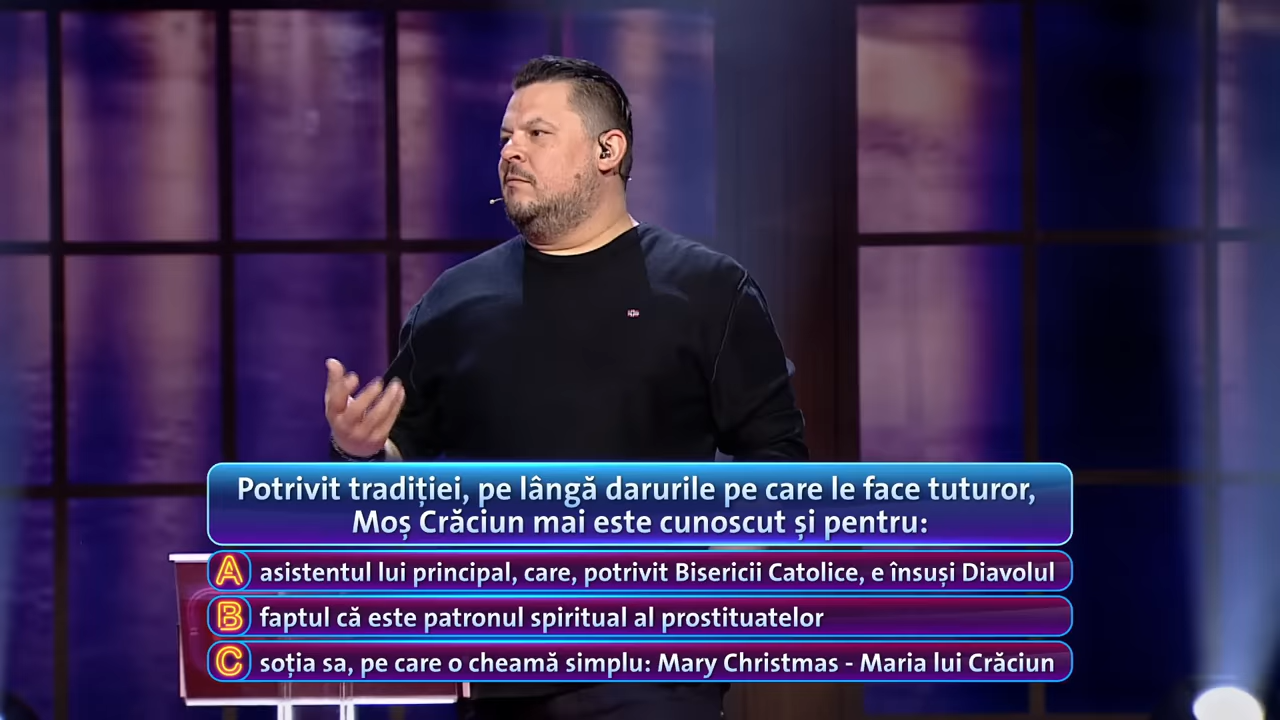 Potrivit tradiției, pe lângă darurile pe care le face tuturor,
Moș Crăciun mai este cunoscut și pentru:
A asistentul lui principal, care, potrivit Bisericii Catolice, e însuși Diavolul
B faptul că este patronul spiritual al prostituatelor
C soția sa, pe care o cheamă simplu: Mary Christmas - Maria lui Crăciun